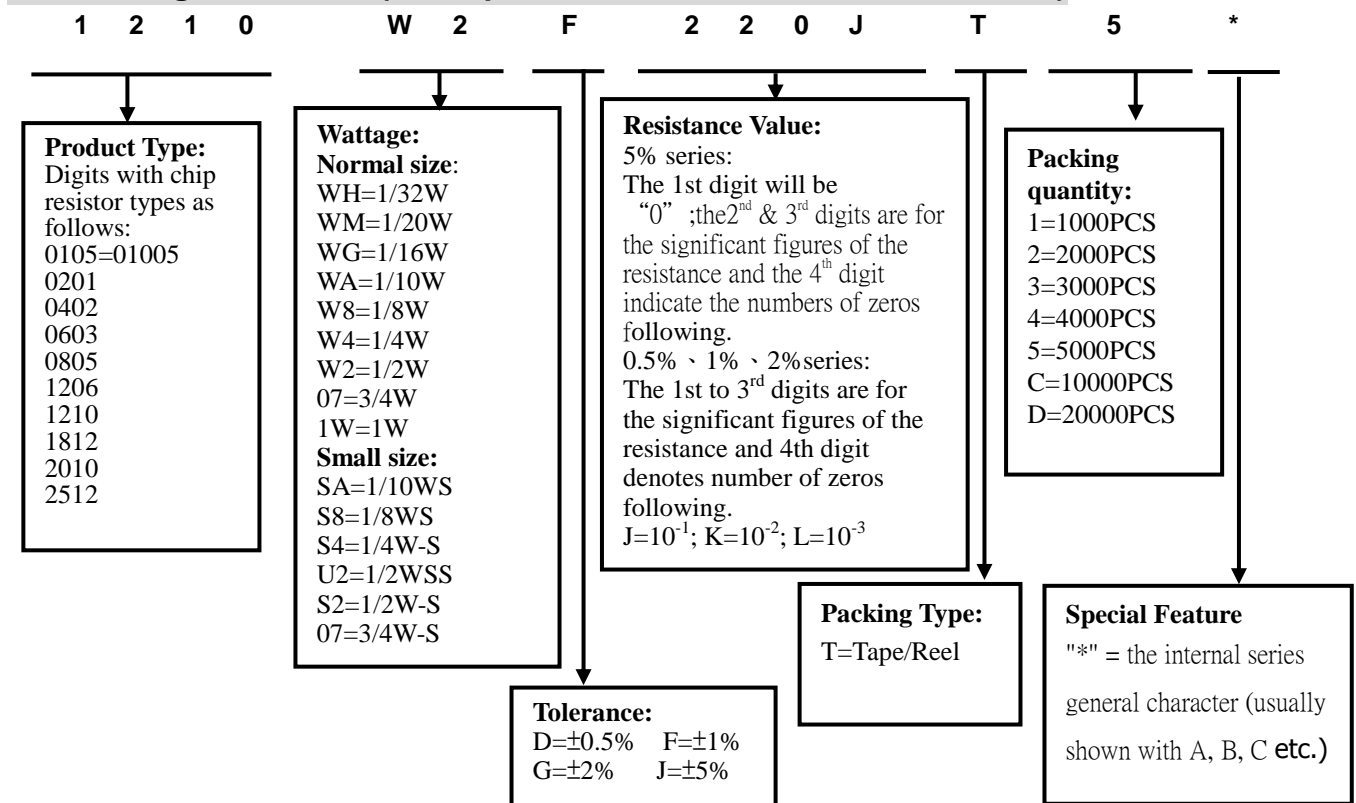 1 2 1 0 W 2 F 2 2 0 J T 5 *
Product Type:
Digits with chip
resistor types as
follows:
0105=01005
0201
0402
0603
0805
1206
1210
1812
2010
2512
Wattage:
Normal size:
WH=1/32W
WM=1/20W
WG=1/16W
WA=1/10W
W8=1/8W
W4=1/4W
W2=1/2W
07=3/4W
1W=1W
Small size:
SA=1/10WS
S8=1/8WS
S4=1/4W-S
U2=1/2WSS
S2=1/2W-S
07=3/4W-S
Tolerance:
D=±0.5% F=±1%
G=±2% J=±5%
Resistance Value:
5% series:
The 1st digit will be
“0” ;the2nd & 3rd digits are for
the significant figures of the
resistance and the 4th digit
indicate the numbers of zeros
following.
0.5%、1%、2%series:
The 1st to 3rd digits are for
the significant figures of the
resistance and 4th digit
denotes number of zeros
following.
J=10-1; K=10-2; L=10-3
Packing Type:
T=Tape/Reel
Packing
quantity:
1=1000PCS
2=2000PCS
3=3000PCS
4=4000PCS
5=5000PCS
C=10000PCS
D=20000PCS
Special Feature
"*" = the internal series
general character (usually
shown with A, B, C etc.)